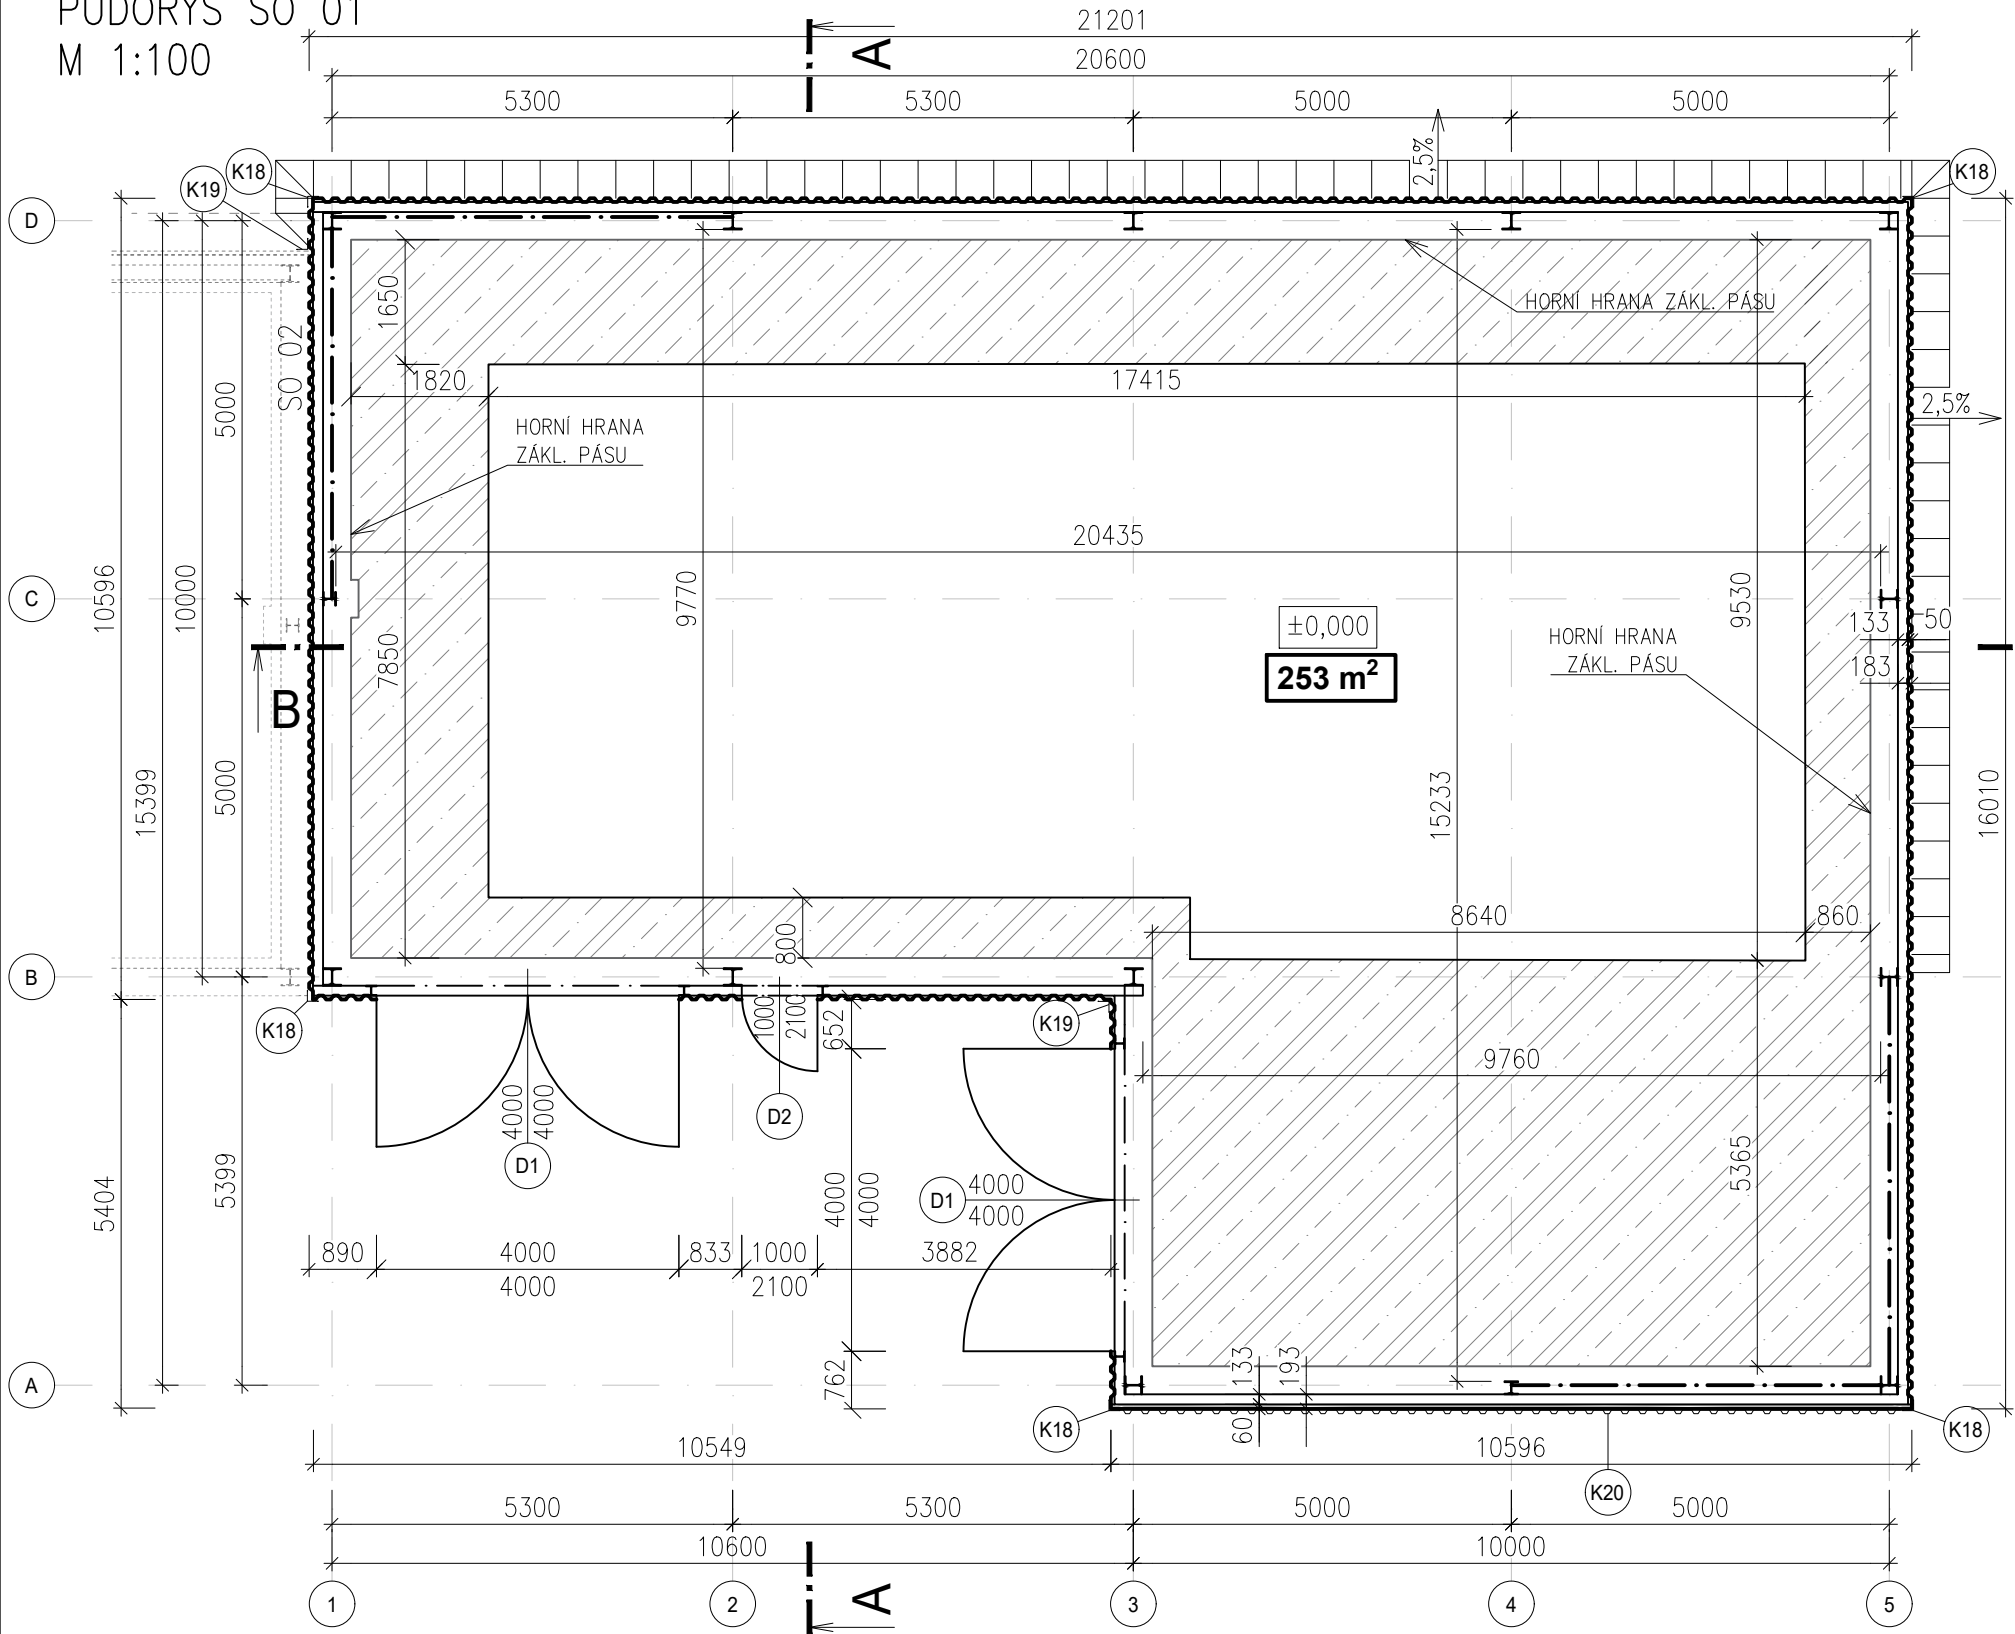 PŮDORYS SO 01
M 1:100
21201
20600
5300
5300
5000
5000
A
2,5%
K18
K19
K18
D
HORNÍ HRANA ZÁKL. PÁSU
1650
SO 02
1820
17415
2,5%
HORNÍ HRANA
ZÁKL. PÁSU
5000
20435
C
10596
10000
9770
9530
±0,000
253 m²
HORNÍ HRANA
ZÁKL. PÁSU
133
50
183
7850
B
15399
5000
15233
16010
8640
860
800
B
K18
1000
2100
652
K19
9760
4000
4000
D2
D1
5404
5399
4000
4000
D1
4000
4000
5365
890
4000
833
1000
3882
4000
2100
762
133
193
60
A
K18
K18
10549
10596
K20
5300
5300
5000
5000
10600
10000
A
1
2
3
4
5